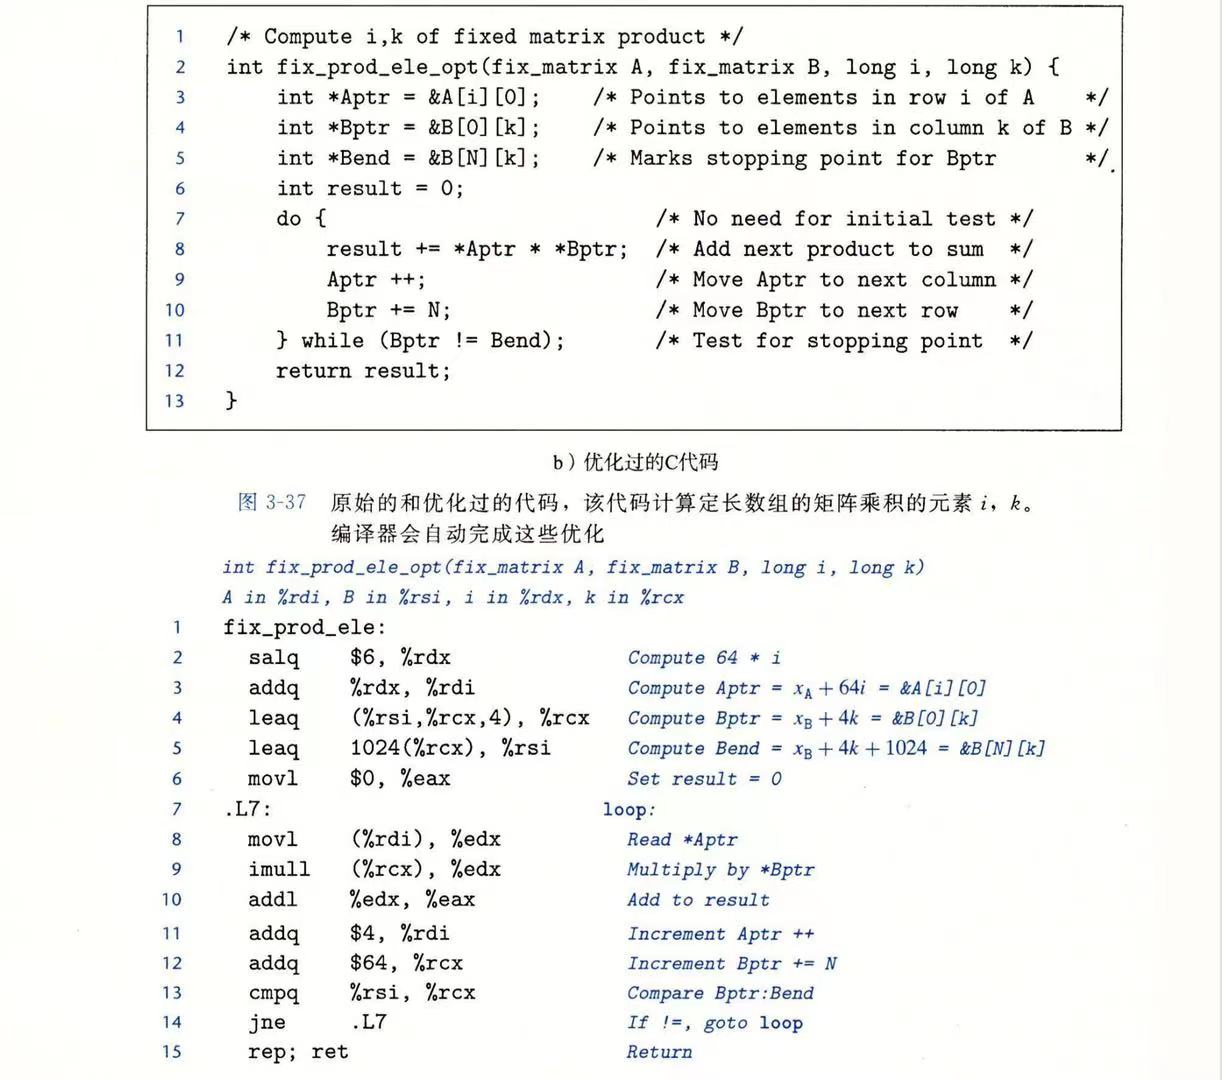 1 /* Compute i,k of fixed matrix product */
2 int fix_prod_ele_opt(fix_matrix A, fix_matrix B, long i, long k) {
3     int *Aptr = &A[i][0];    /* Points to elements in row i of A    */
4     int *Bptr = &B[0][k];    /* Points to elements in column k of B */
5     int *Bend = &B[N][k];    /* Marks stopping point for Bptr       */
6     int result = 0;
7     do {                          /* No need for initial test */
8         result += *Aptr * *Bptr;  /* Add next product to sum  */
9         Aptr ++;                  /* Move Aptr to next column */
10         Bptr += N;                /* Move Bptr to next row    */
11     } while (Bptr != Bend);       /* Test for stopping point  */
12     return result;
13 }
b）优化过的C代码
图 3-37 原始的和优化过的代码，该代码计算定长数组的矩阵乘积的元素 i，k。
编译器会自动完成这些优化
int fix_prod_ele_opt(fix_matrix A, fix_matrix B, long i, long k)
A in %rdi, B in %rsi, i in %rdx, k in %rcx
1 fix_prod_ele:
2   salq    $6, %rdx    Compute 64 * i
3   addq    %rdx, %rdi    Compute Aptr = xA + 64i = &A[i][0]
4   leaq    (%rsi,%rcx,4), %rcx    Compute Bptr = xB + 4k = &B[0][k]
5   leaq    1024(%rcx), %rsi    Compute Bend = xB + 4k + 1024 = &B[N][k]
6   movl    $0, %eax    Set result = 0
7 .L7:    loop:
8   movl    (%rdi), %edx    Read *Aptr
9   imull   (%rcx), %edx    Multiply by *Bptr
10   addl    %edx, %eax    Add to result
11   addq    $4, %rdi    Increment Aptr ++
12   addq    $64, %rcx    Increment Bptr += N
13   cmpq    %rsi, %rcx    Compare Bptr:Bend
14   jne     .L7    If !=, goto loop
15   rep; ret    Return